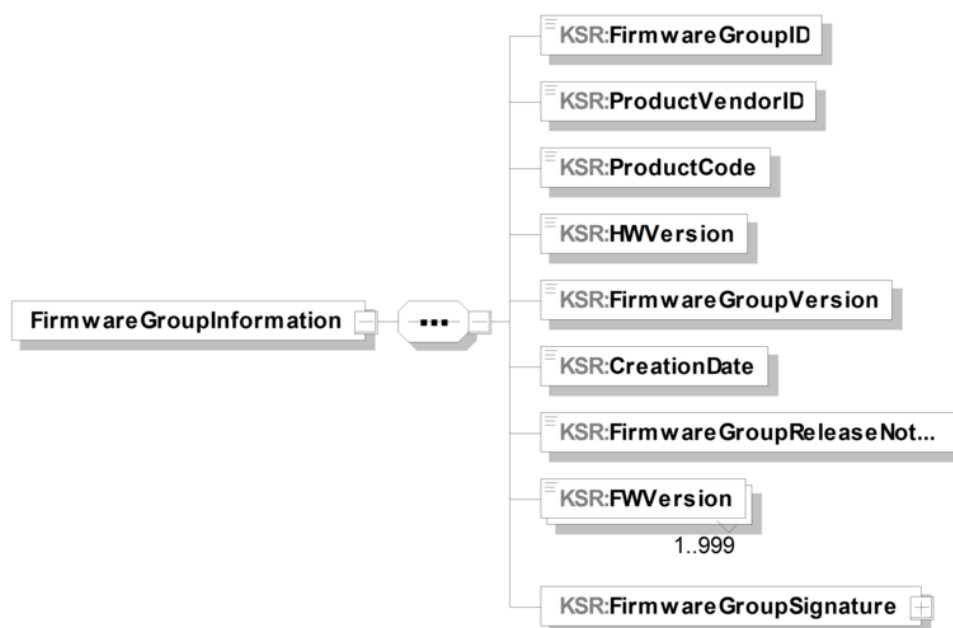 KSR:FirmwareGroupID
KSR:ProductVendorID
KSR:ProductCode
KSR:HWVersion
KSR:FirmwareGroupVersion
FirmwareGroupInformation
KSR:CreationDate
KSR:FirmwareGroupReleaseNot...
KSR:FWVersion
1..999
KSR:FirmwareGroupSignature